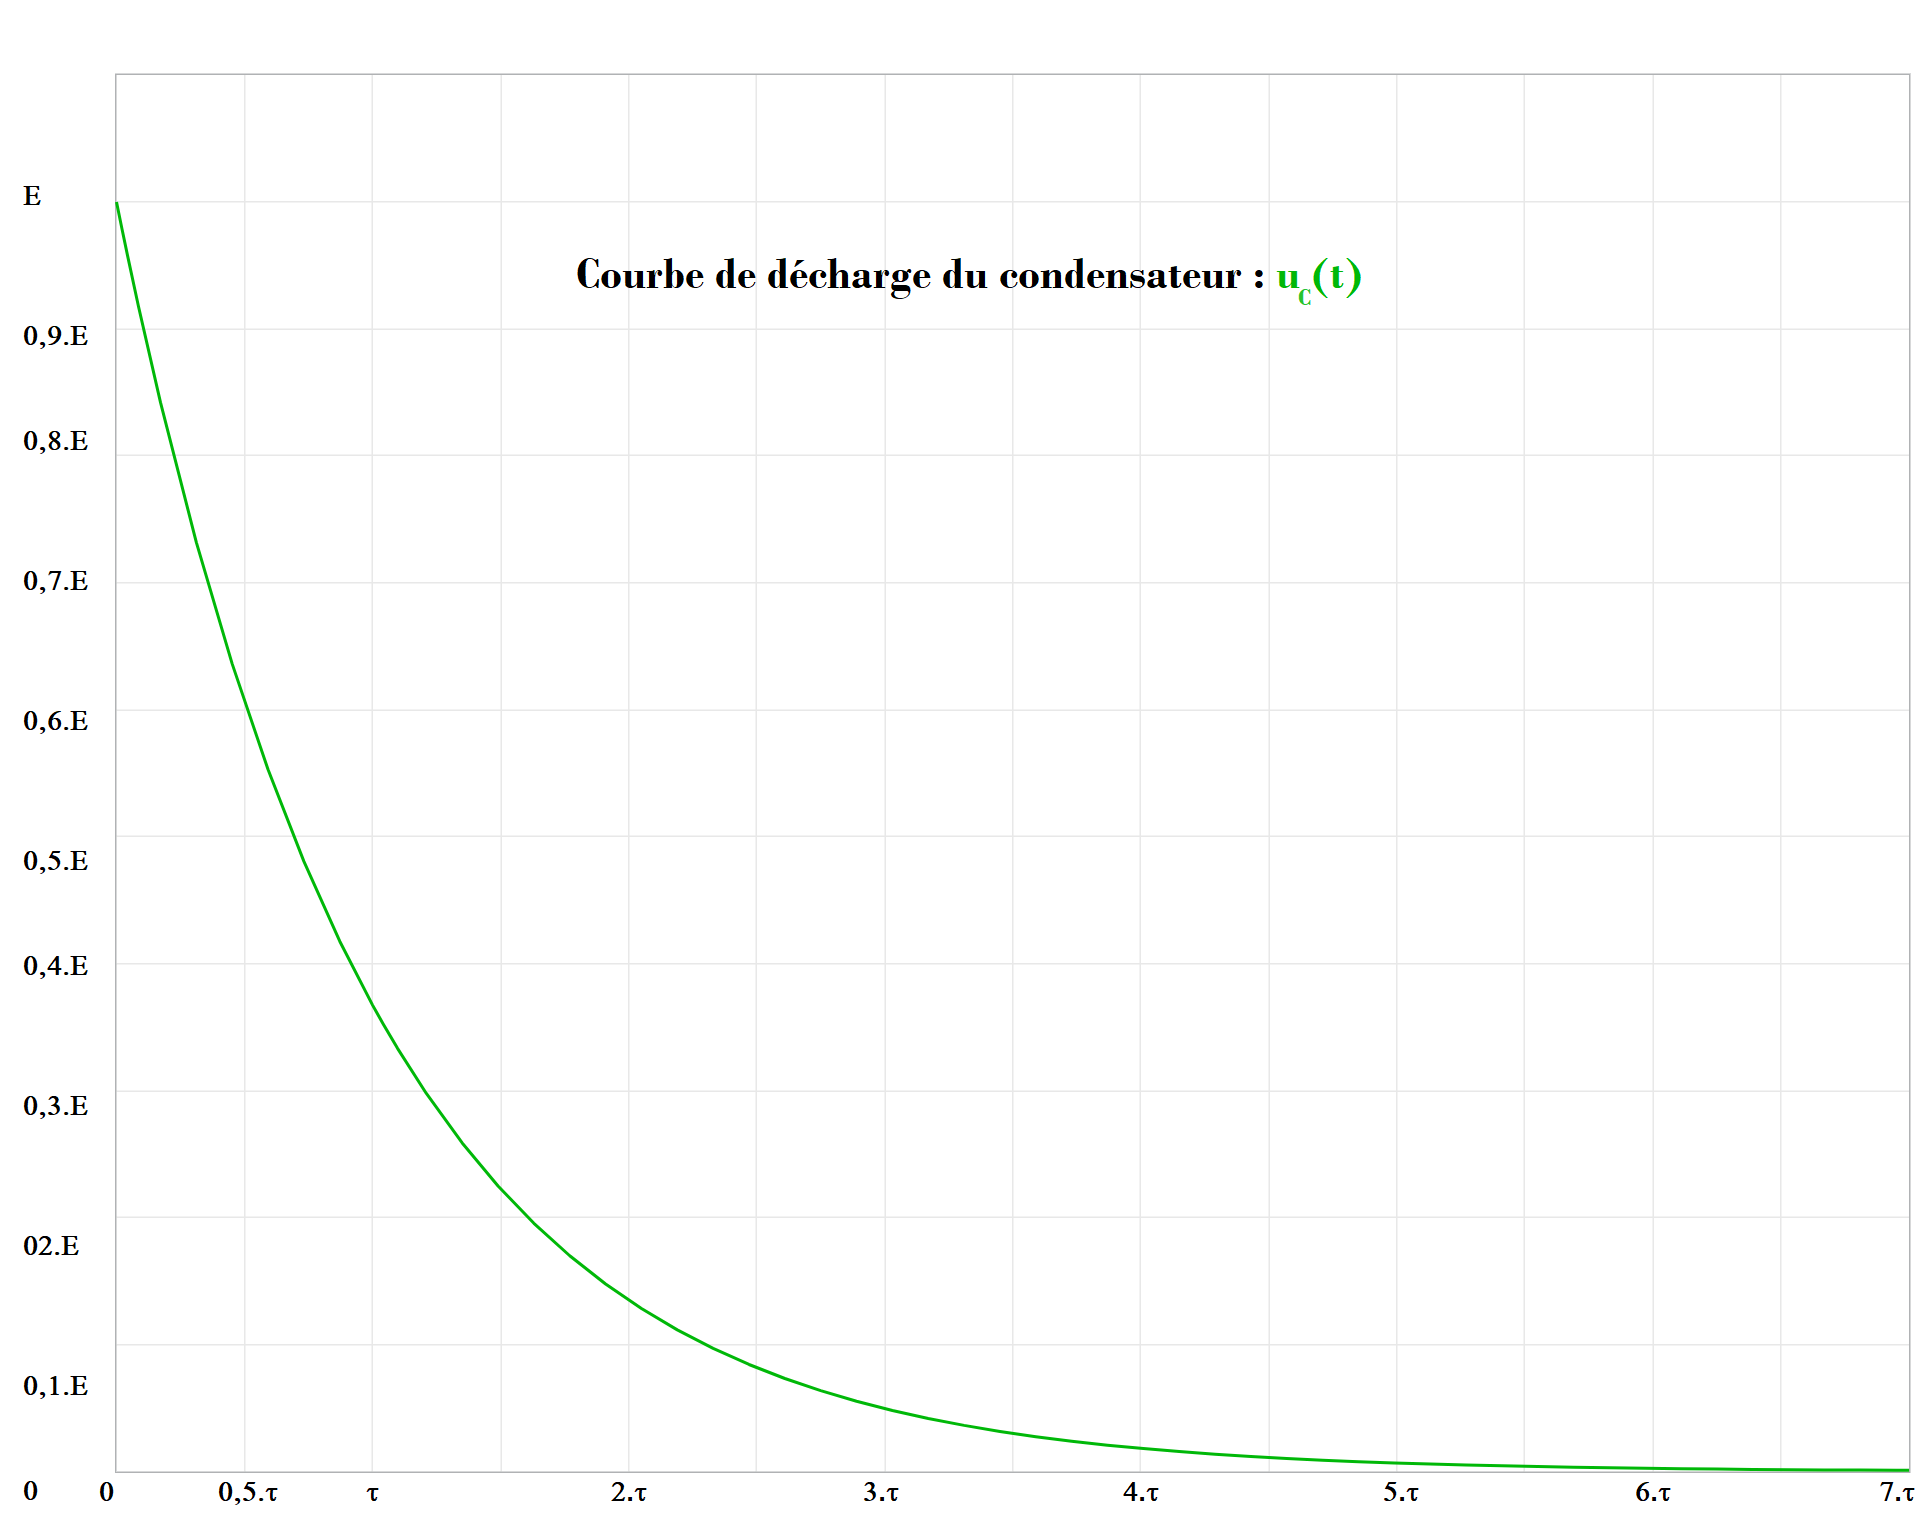 E
Courbe de décharge du condensateur : uC(t)
0,9.E
0,8.E
0,7.E
0,6.E
0,5.E
0,4.E
0,3.E
02.E
0,1.E
0
0 0,5.τ τ 2.τ 3.τ 4.τ 5.τ 6.τ 7.τ